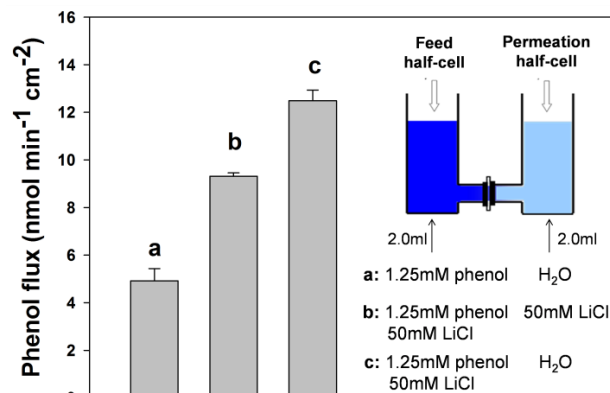 16
14
12
10
8
6
4
2
0
Phenol flux (nmol min⁻¹ cm⁻²)
a
b
c
Feed half-cell
Permeation half-cell
2.0ml
2.0ml
a: 1.25mM phenol H₂O
b: 1.25mM phenol 50mM LiCl
50mM LiCl
c: 1.25mM phenol H₂O
50mM LiCl